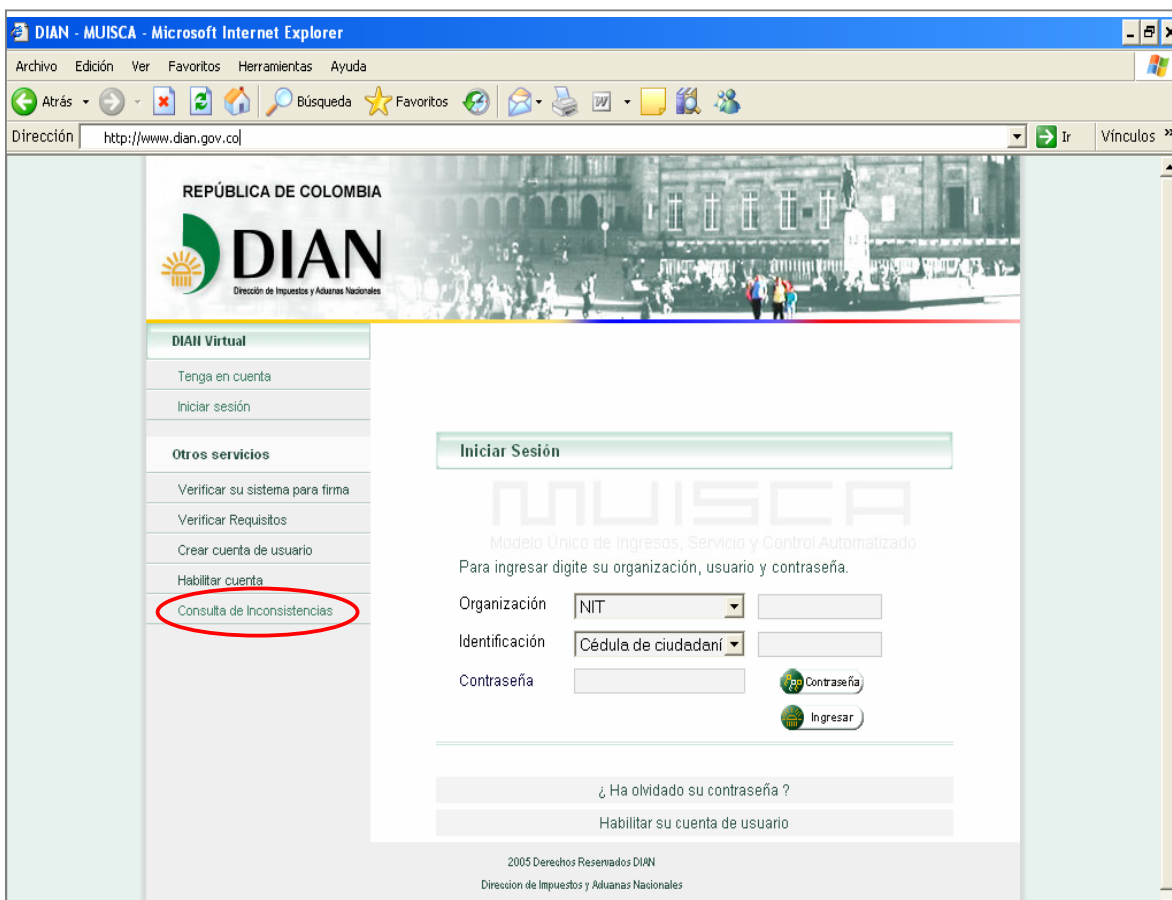 DIAN - MUISCA - Microsoft Internet Explorer
Archivo Edición Ver Favoritos Herramientas Ayuda
Atrás Búsqueda Favoritos
Dirección http://www.dian.gov.co Ir Vínculos »
REPÚBLICA DE COLOMBIA
DIAN
Dirección de Impuestos y Aduanas Nacionales
DIAN Virtual
Tenga en cuenta
Iniciar sesión
Otros servicios
Verificar su sistema para firma
Verificar Requisitos
Crear cuenta de usuario
Habilitar cuenta
Consulta de Inconsistencias
Iniciar Sesión
MUISCA
Modelo Único de Ingresos, Servicio y Control Automatizado
Para ingresar digite su organización, usuario y contraseña.
Organización NIT
Identificación Cédula de ciudadaní
Contraseña Contraseña
Ingresar
¿ Ha olvidado su contraseña ?
Habilitar su cuenta de usuario
2005 Derechos Reservados DIAN
Direccion de Impuestos y Aduanas Nacionales